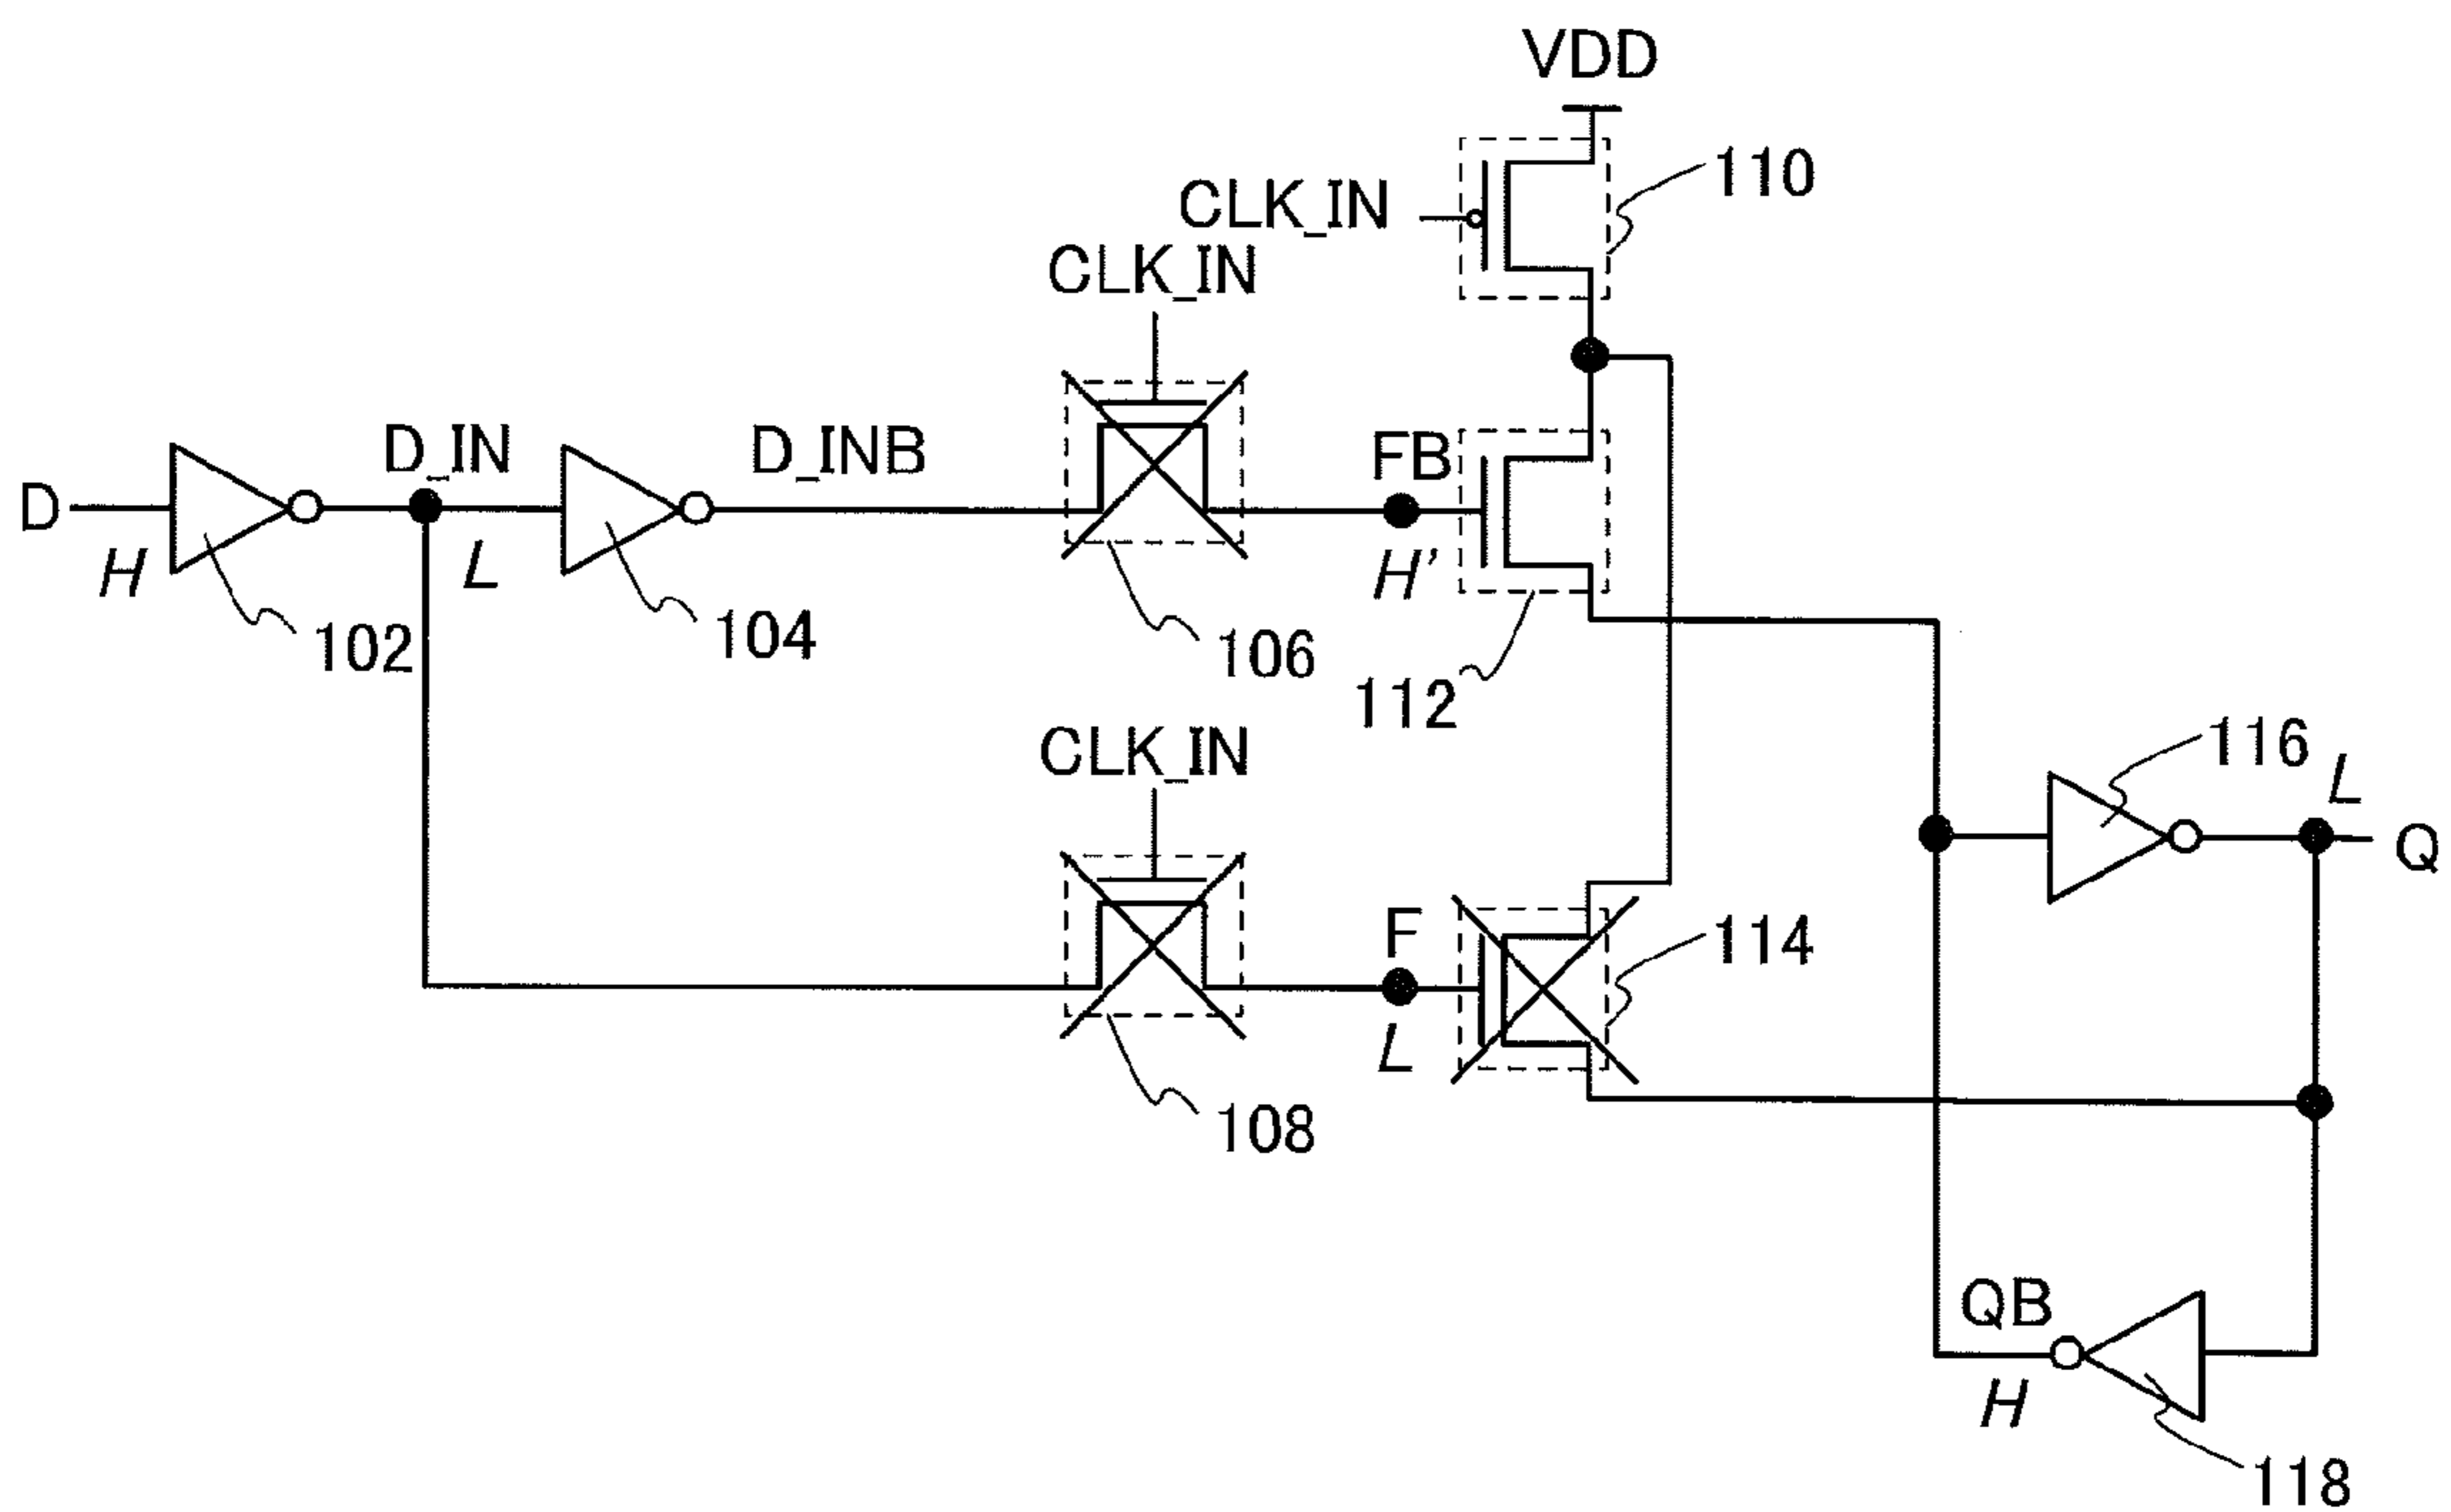 VDD
110
CLK_IN
CLK_IN
D_IN
D_INB
FB
D
H
L
H'
102
104
106
112
CLK_IN
116
L
Q
F
114
L
108
QB
H
118